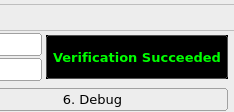 Verification Succeeded
6. Debug